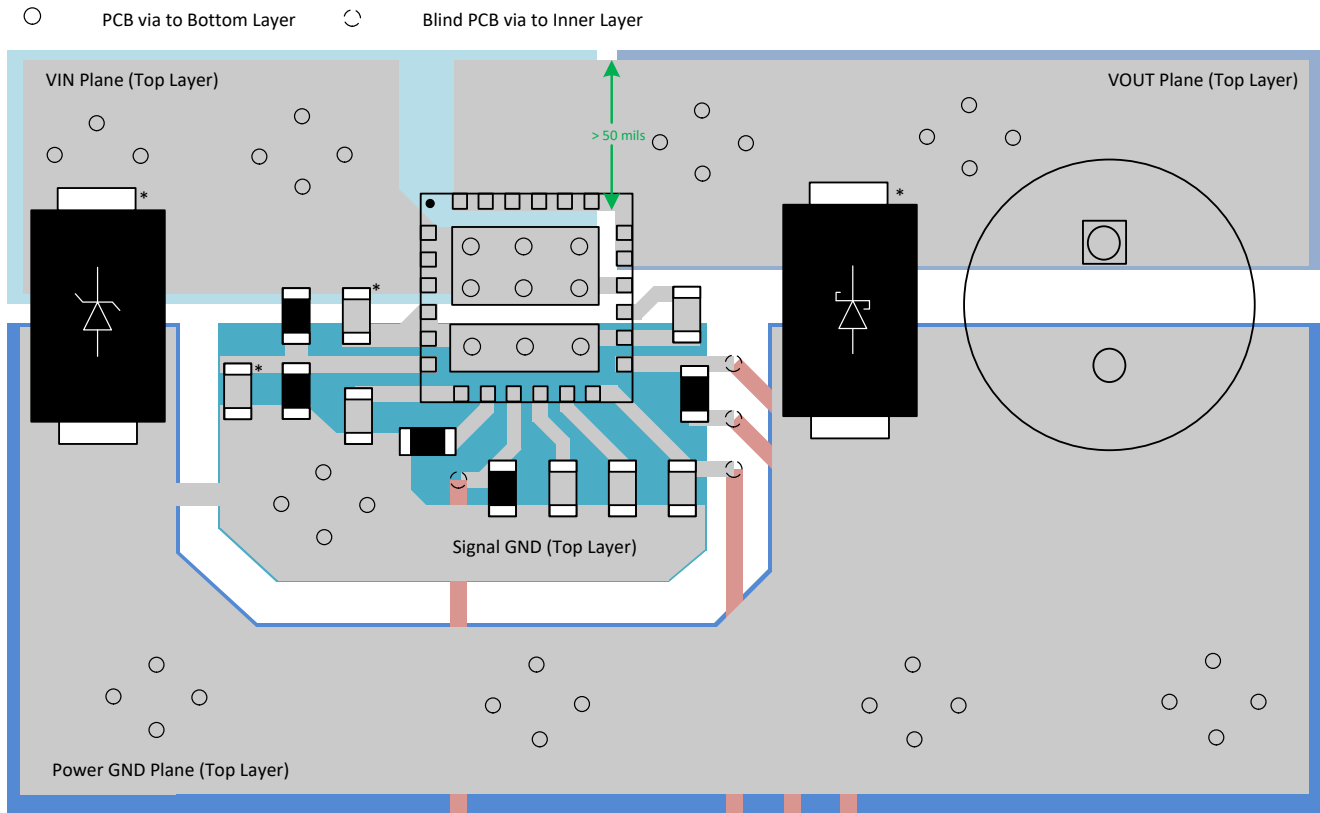 PCB via to Bottom Layer
Blind PCB via to Inner Layer
VIN Plane (Top Layer)
VOUT Plane (Top Layer)
> 50 mils
*
*
*
*
Signal GND (Top Layer)
Power GND Plane (Top Layer)